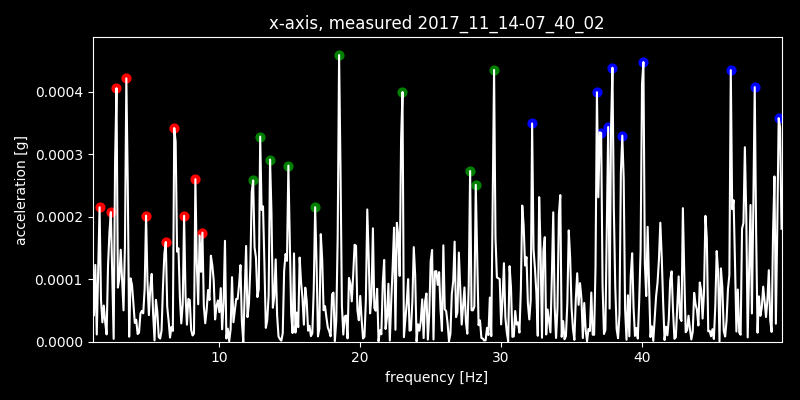 x-axis, measured 2017_11_14-07_40_02
0.0004
0.0003
0.0002
0.0001
0.0000
acceleration [g]
10 20 30 40
frequency [Hz]